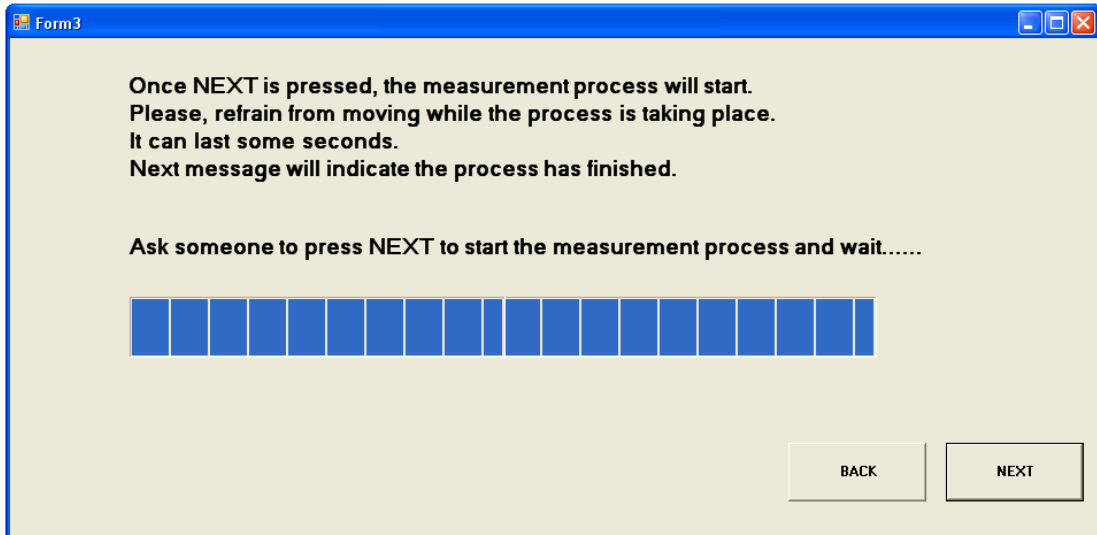 Form3
Once NEXT is pressed, the measurement process will start.
Please, refrain from moving while the process is taking place.
It can last some seconds.
Next message will indicate the process has finished.
Ask someone to press NEXT to start the measurement process and wait......
BACK
NEXT